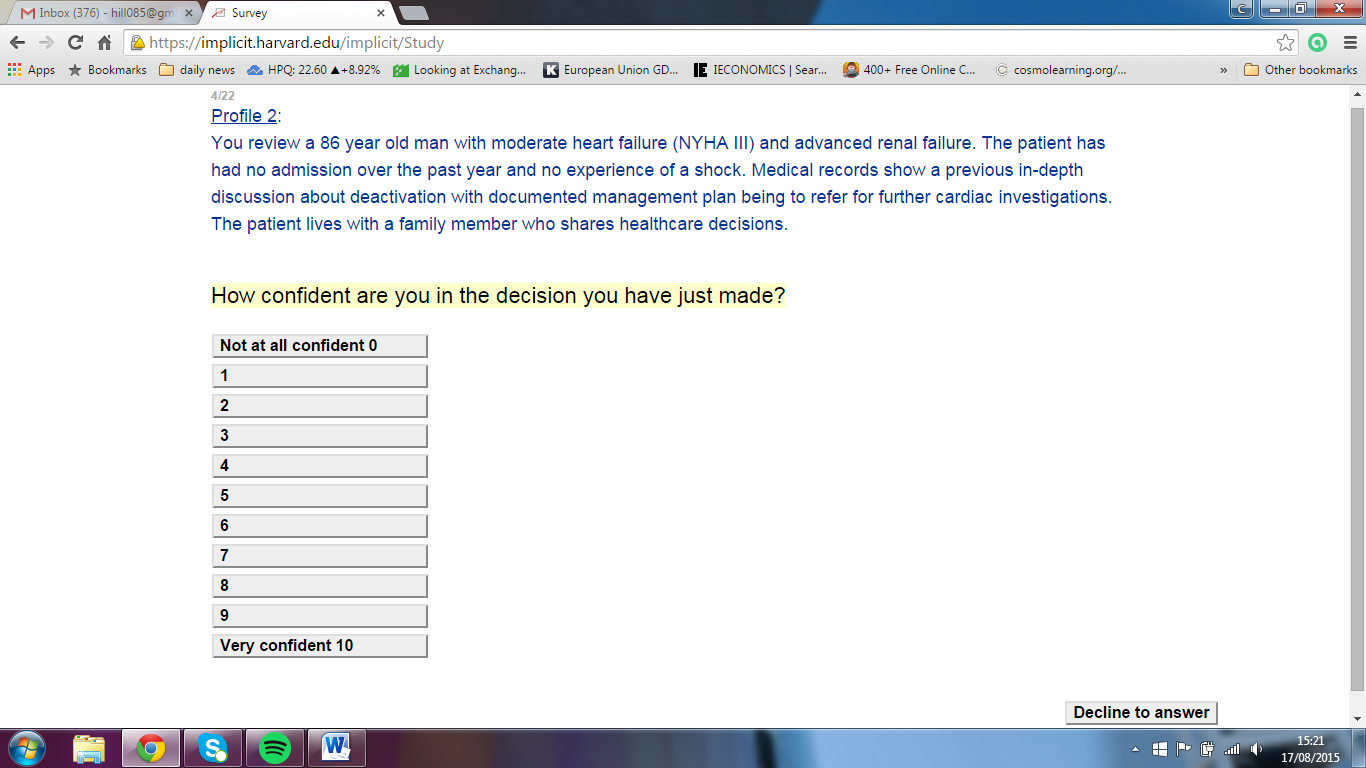 Inbox (376) - hill085@gm
Survey
https://implicit.harvard.edu/implicit/Study
Apps Bookmarks daily news HPQ: 22.60 ▲+8.92% Looking at Exchang... European Union GD... IECONOMICS | Sear... 400+ Free Online C... cosmolearning.org/... » Other bookmarks
4/22
Profile 2:
You review a 86 year old man with moderate heart failure (NYHA III) and advanced renal failure. The patient has
had no admission over the past year and no experience of a shock. Medical records show a previous in-depth
discussion about deactivation with documented management plan being to refer for further cardiac investigations.
The patient lives with a family member who shares healthcare decisions.
How confident are you in the decision you have just made?
Not at all confident 0
1
2
3
4
5
6
7
8
9
Very confident 10
Decline to answer
15:21
17/08/2015